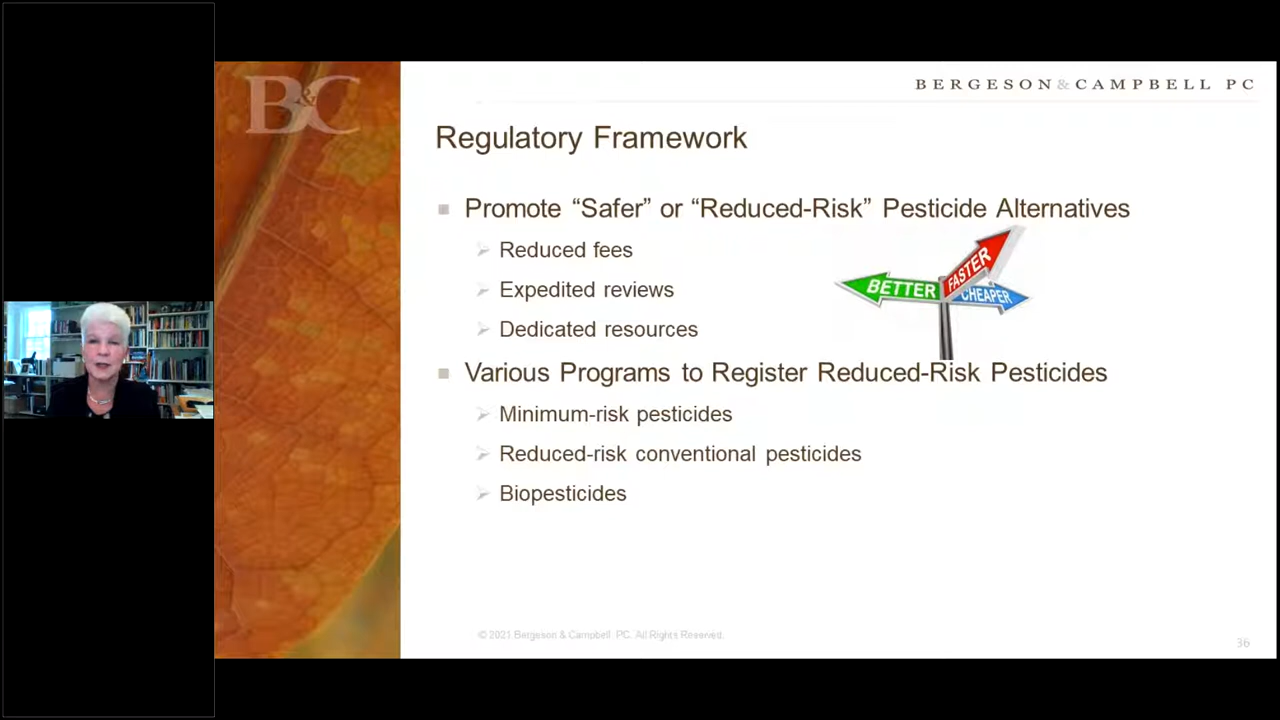 B&C
BERGESON&CAMPBELL PC
Regulatory Framework
Promote “Safer” or “Reduced-Risk” Pesticide Alternatives
Reduced fees
Expedited reviews
Dedicated resources
BETTER
FASTER
CHEAPER
Various Programs to Register Reduced-Risk Pesticides
Minimum-risk pesticides
Reduced-risk conventional pesticides
Biopesticides
© 2021 Bergeson & Campbell, PC. All Rights Reserved.
36